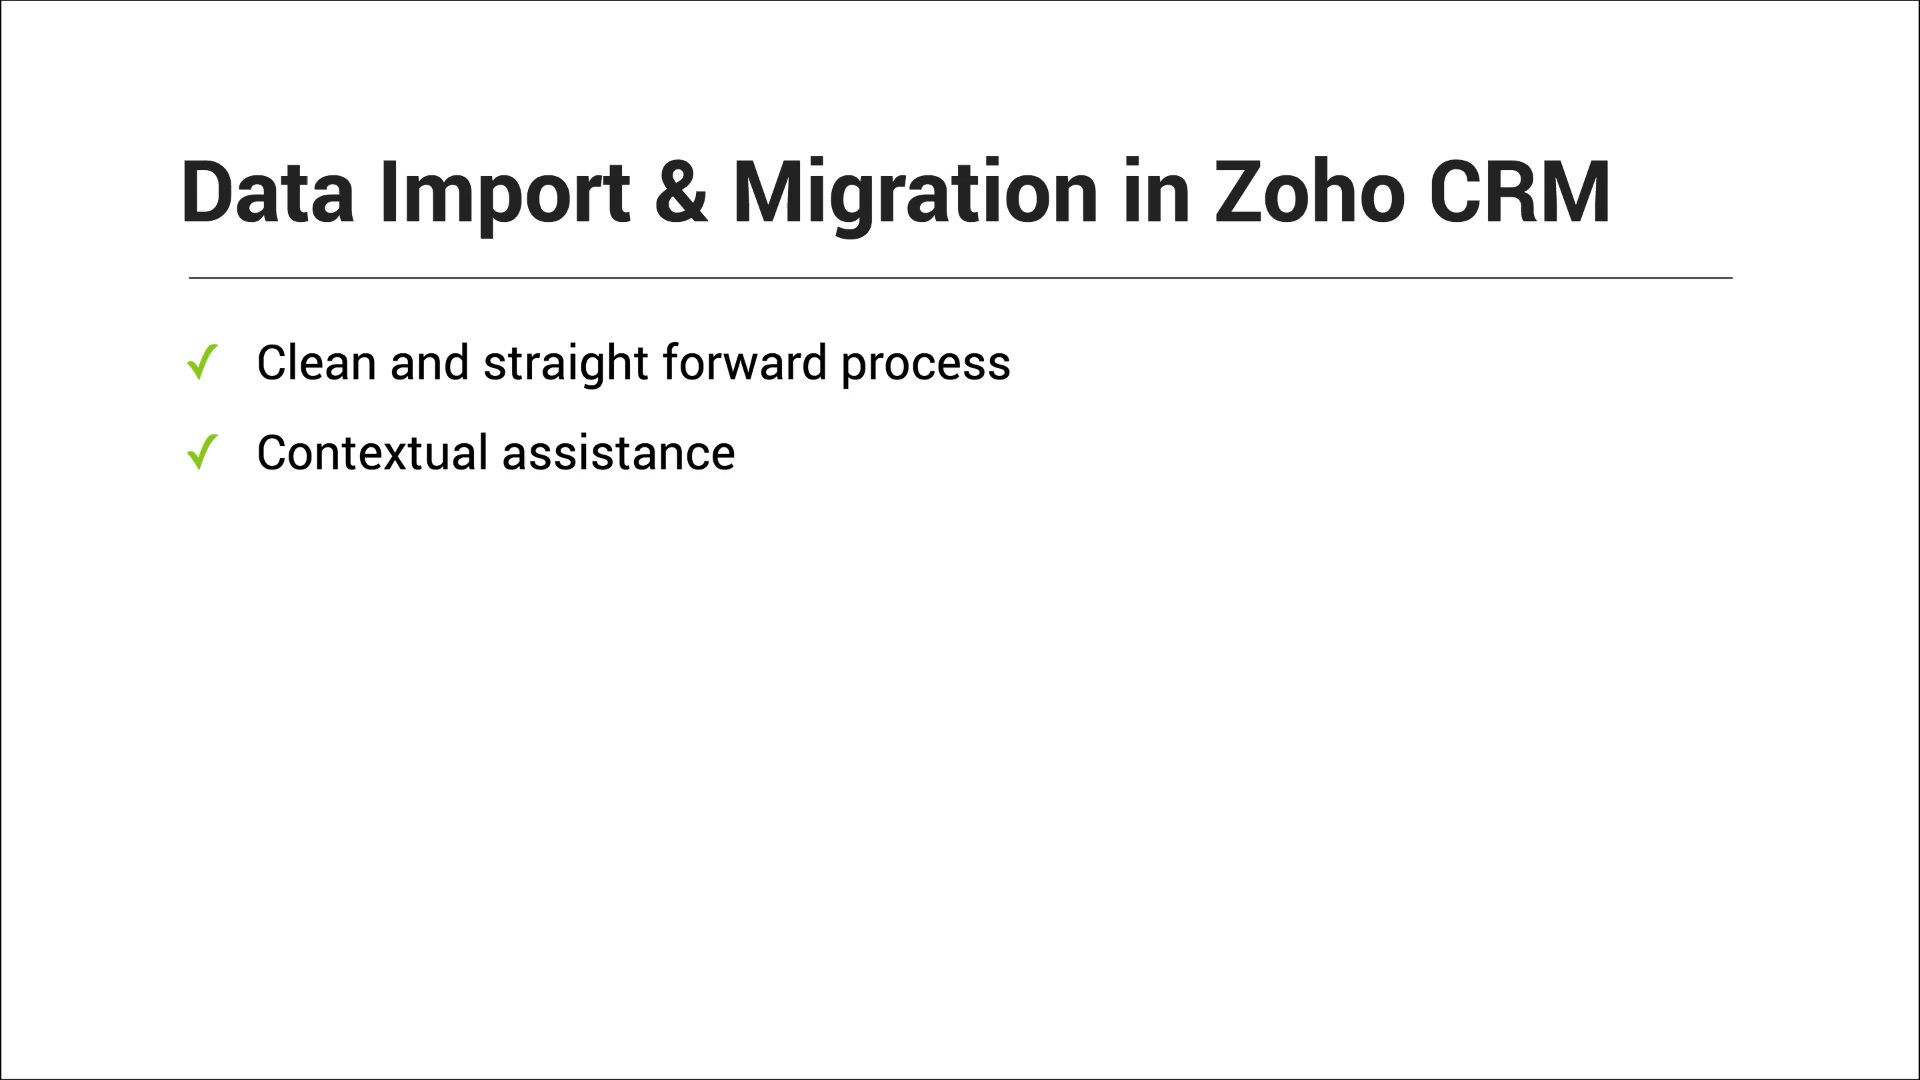 Data Import & Migration in Zoho CRM
✓ Clean and straight forward process
✓ Contextual assistance